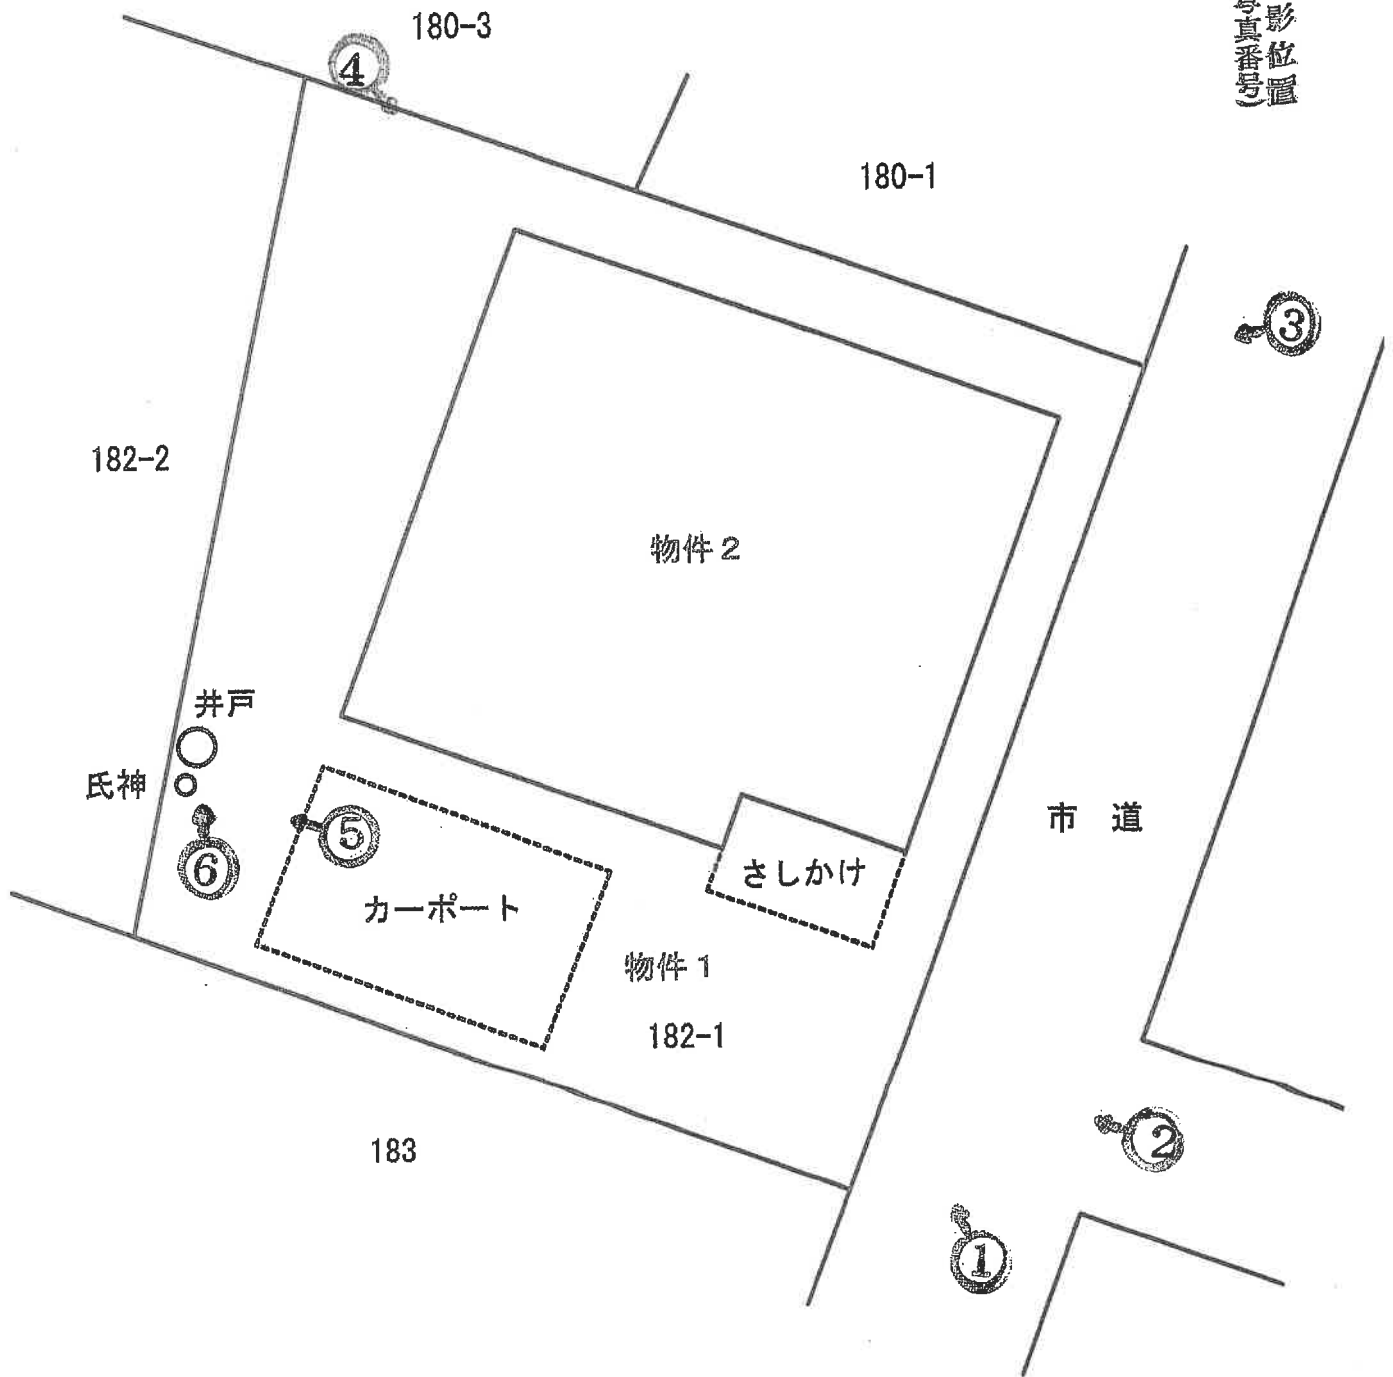 影位置
真番号)
180-3
④
180-1
③
182-2
物件２
井戸
氏神
市 道
⑤
さしかけ
⑥
カーポート
物件１
182-1
183
②
①